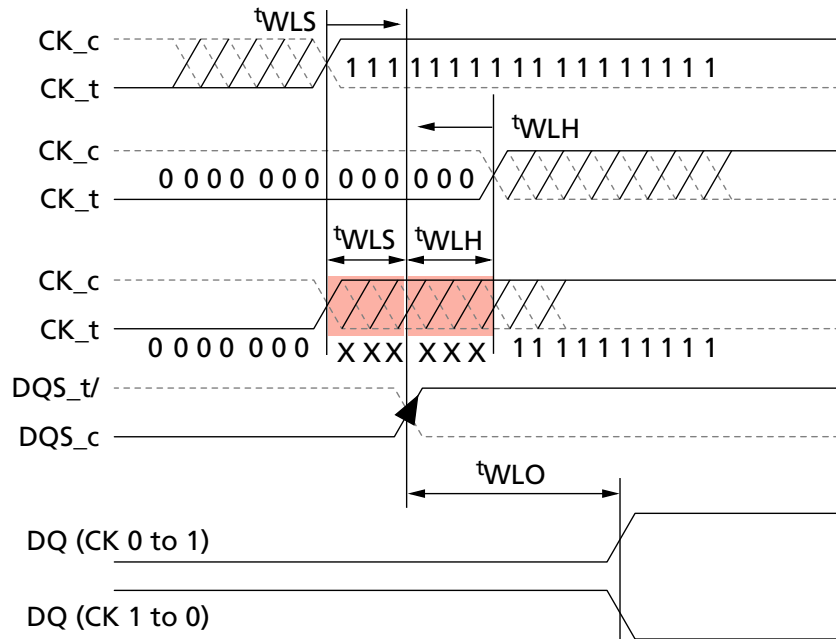 tWLS
CK_c
1 1 1 1 1 1 1 1 1 1 1 1 1 1 1 1 1 1
CK_t
tWLH
CK_c
0 0 0 0 0 0 0 0 0 0 0 0 0
CK_t
tWLS tWLH
CK_c
CK_t
0 0 0 0 0 0 0 X X X X X X 1 1 1 1 1 1 1 1 1 1
DQS_t/
DQS_c
tWLO
DQ (CK 0 to 1)
DQ (CK 1 to 0)